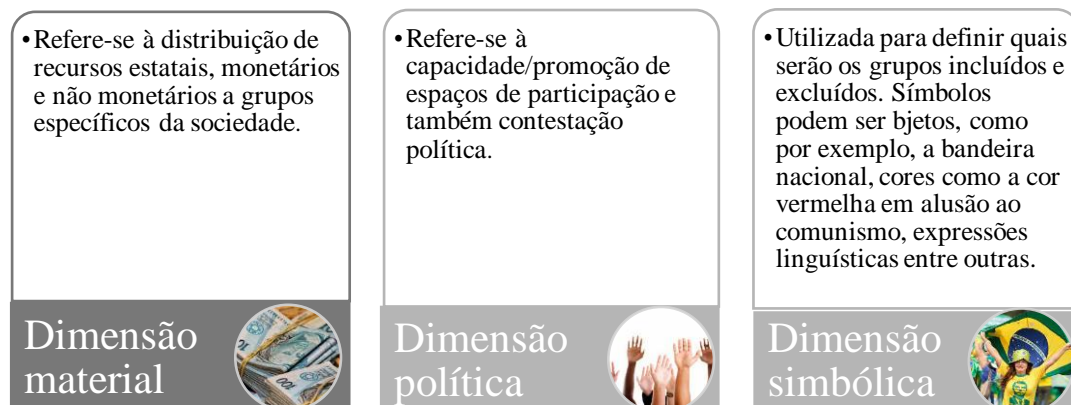 •Refere-se à distribuição de
recursos estatais, monetários
e não monetários a grupos
específicos da sociedade.
Dimensão
material
•Refere-se à
capacidade/promoção de
espaços de participação e
também contestação
política.
Dimensão
política
•Utilizada para definir quais
serão os grupos incluídos e
excluídos. Símbolos
podem ser bjetos, como
por exemplo, a bandeira
nacional, cores como a cor
vermelha em alusão ao
comunismo, expressões
linguísticas entre outras.
Dimensão
simbólica